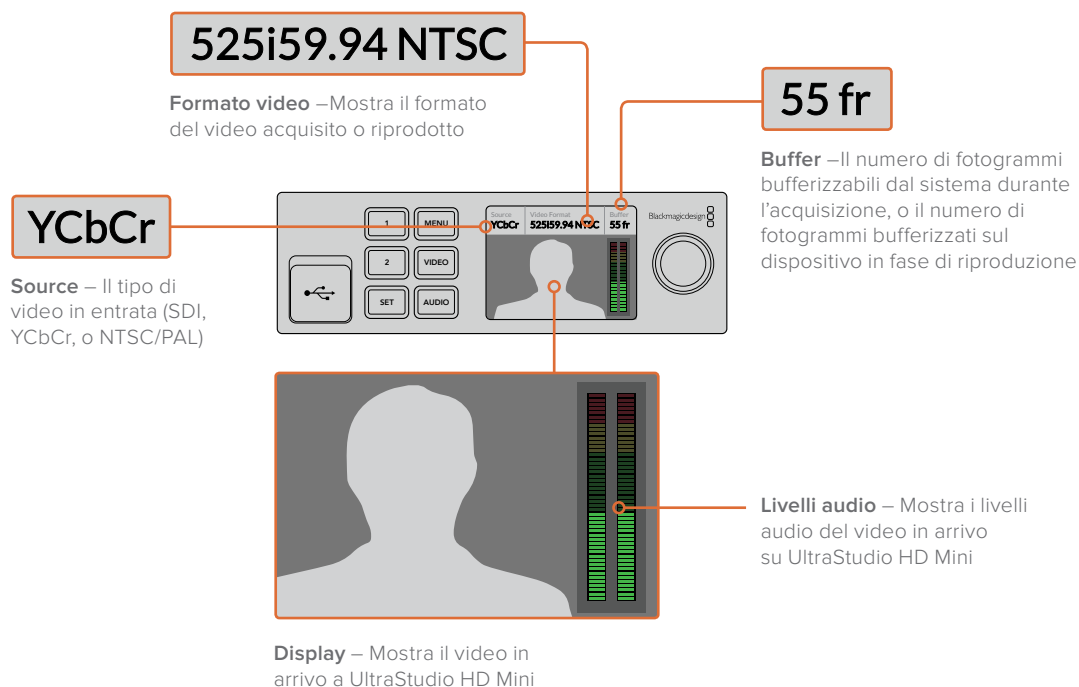 525i59.94 NTSC
Formato video –Mostra il formato
del video acquisito o riprodotto
55 fr
Buffer –Il numero di fotogrammi
bufferizzabili dal sistema durante
l'acquisizione, o il numero di
fotogrammi bufferizzati sul
dispositivo in fase di riproduzione
YCbCr
Source – Il tipo di
video in entrata (SDI,
YCbCr, o NTSC/PAL)
1
MENU
2
VIDEO
SET
AUDIO
Source
Video Format
Buffer
YCbCr
525I59.94 NTSC
55 fr
Blackmagicdesign
Livelli audio – Mostra i livelli
audio del video in arrivo
su UltraStudio HD Mini
Display – Mostra il video in
arrivo a UltraStudio HD Mini